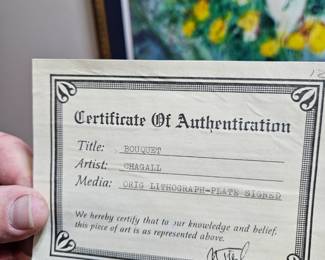 Certificate Of Authentication
Title: BOUQUET
Artist: CHAGALL
Media: ORIG LITHOGRAPH-PLATE SIGNED
We hereby certify that to our knowledge and belief,
this piece of art is as represented above.